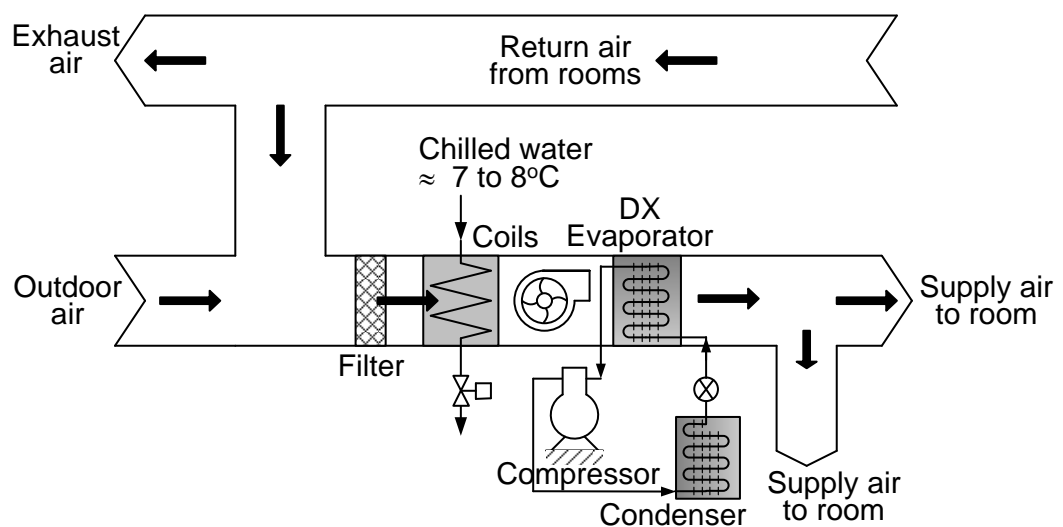 Exhaust
air
Return air
from rooms
Chilled water
≈ 7 to 8°C
Coils
DX
Evaporator
Outdoor
air
Supply air
to room
Filter
Compressor
Condenser
Supply air
to room